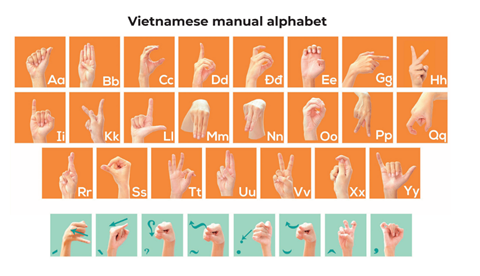 Vietnamese manual alphabet
Aa Bb Cc Dd Đđ Ee Gg Hh
Ii Kk Ll Mm Nn Oo Pp Qq
Rr Ss Tt Uu Vv Xx Yy